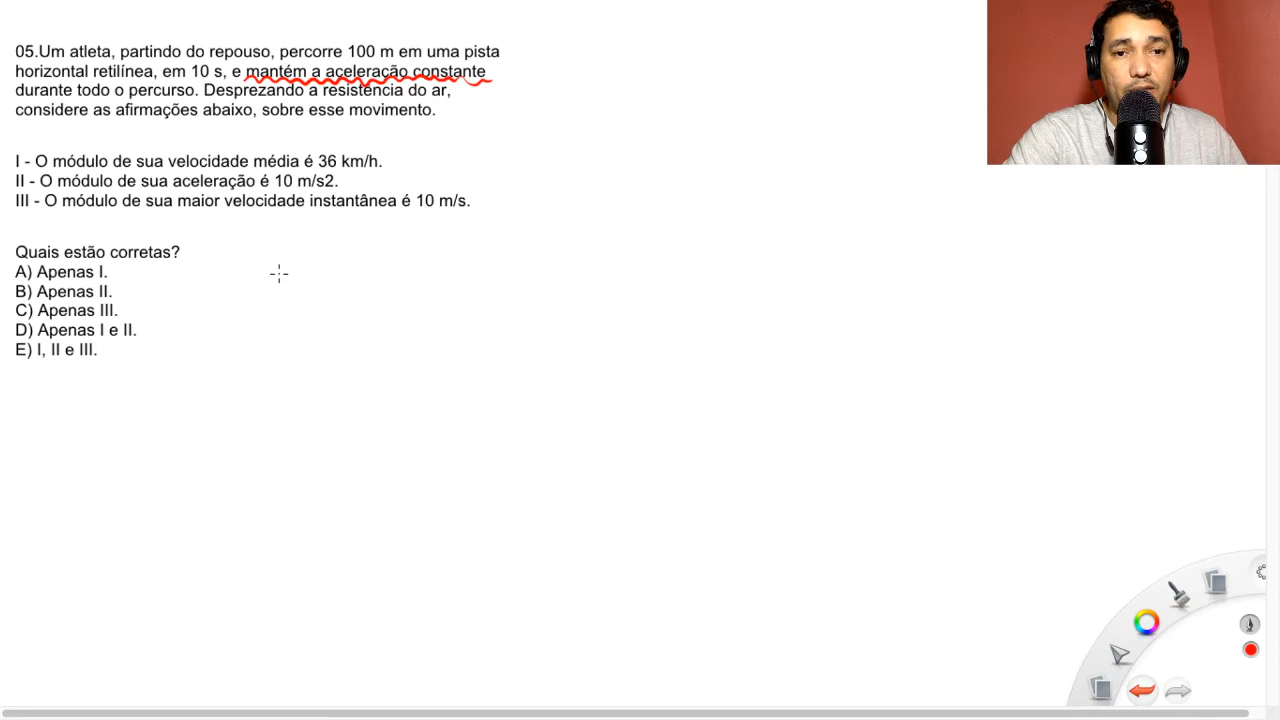 05.Um atleta, partindo do repouso, percorre 100 m em uma pista
horizontal retilínea, em 10 s, e mantém a aceleração constante
durante todo o percurso. Desprezando a resistência do ar,
considere as afirmações abaixo, sobre esse movimento.
I - O módulo de sua velocidade média é 36 km/h.
II - O módulo de sua aceleração é 10 m/s2.
III - O módulo de sua maior velocidade instantânea é 10 m/s.
Quais estão corretas?
A) Apenas I.
B) Apenas II.
C) Apenas III.
D) Apenas I e II.
E) I, II e III.